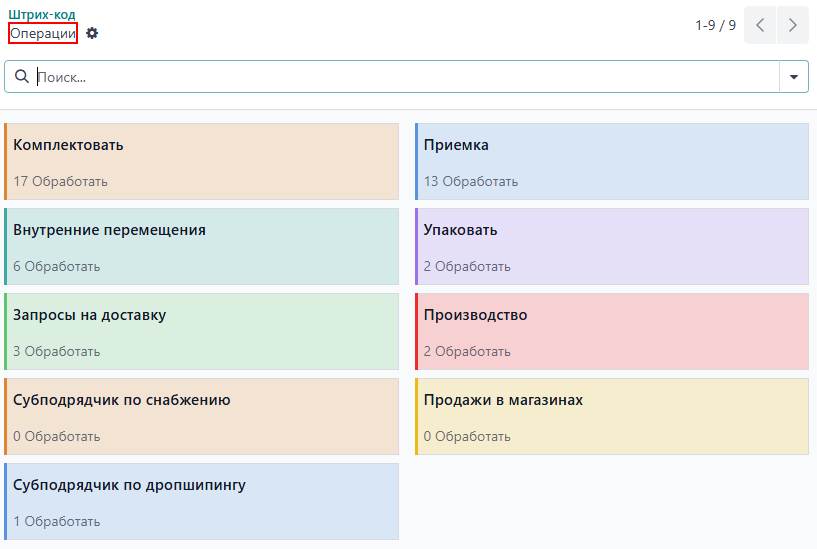 Штрих-код
Операции
1-9 / 9
Поиск...
Комплектовать
17 Обработать
Приемка
13 Обработать
Внутренние перемещения
6 Обработать
Упаковать
2 Обработать
Запросы на доставку
3 Обработать
Производство
2 Обработать
Субподрядчик по снабжению
0 Обработать
Продажи в магазинах
0 Обработать
Субподрядчик по дропшипингу
1 Обработать